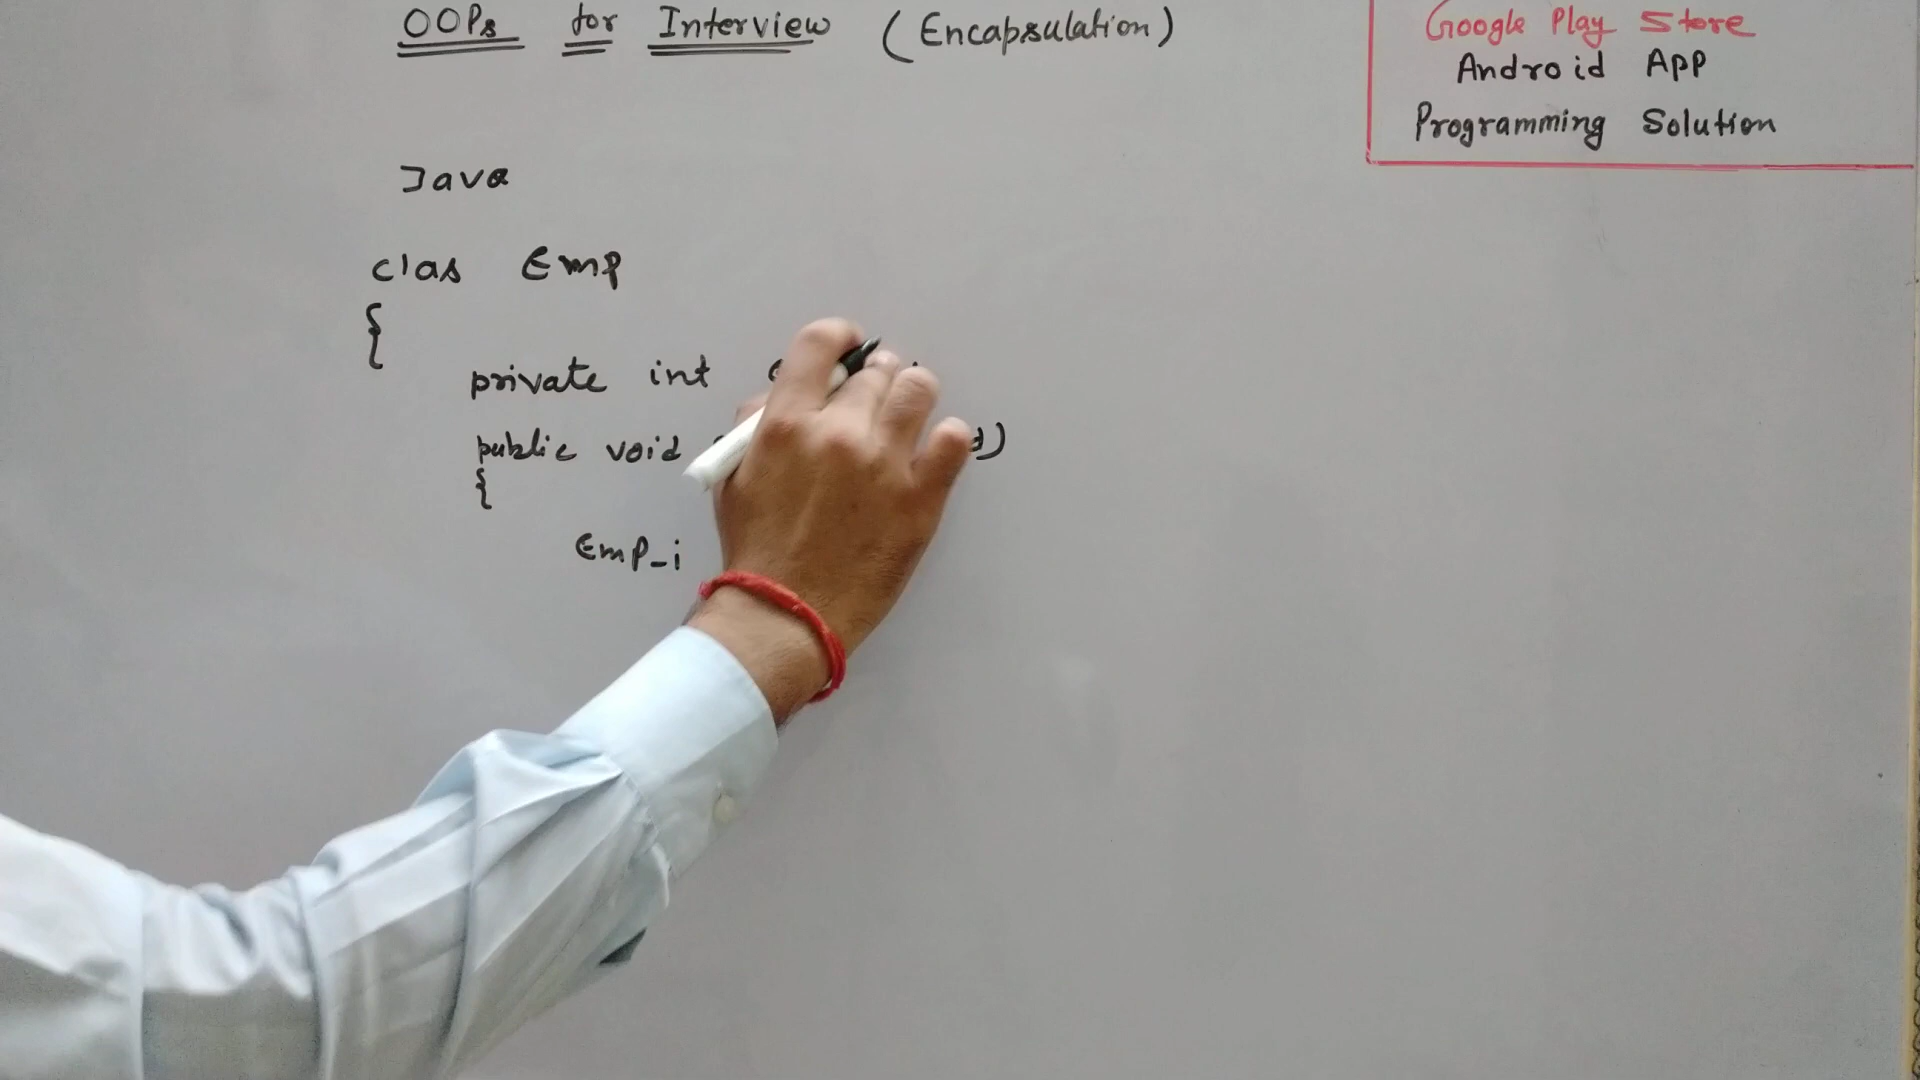 OOPs for Interview (Encapsulation)
Google Play Store
Android App
Programming Solution
Java
clas Emp
{
private int
public void d)
{
Emp_i